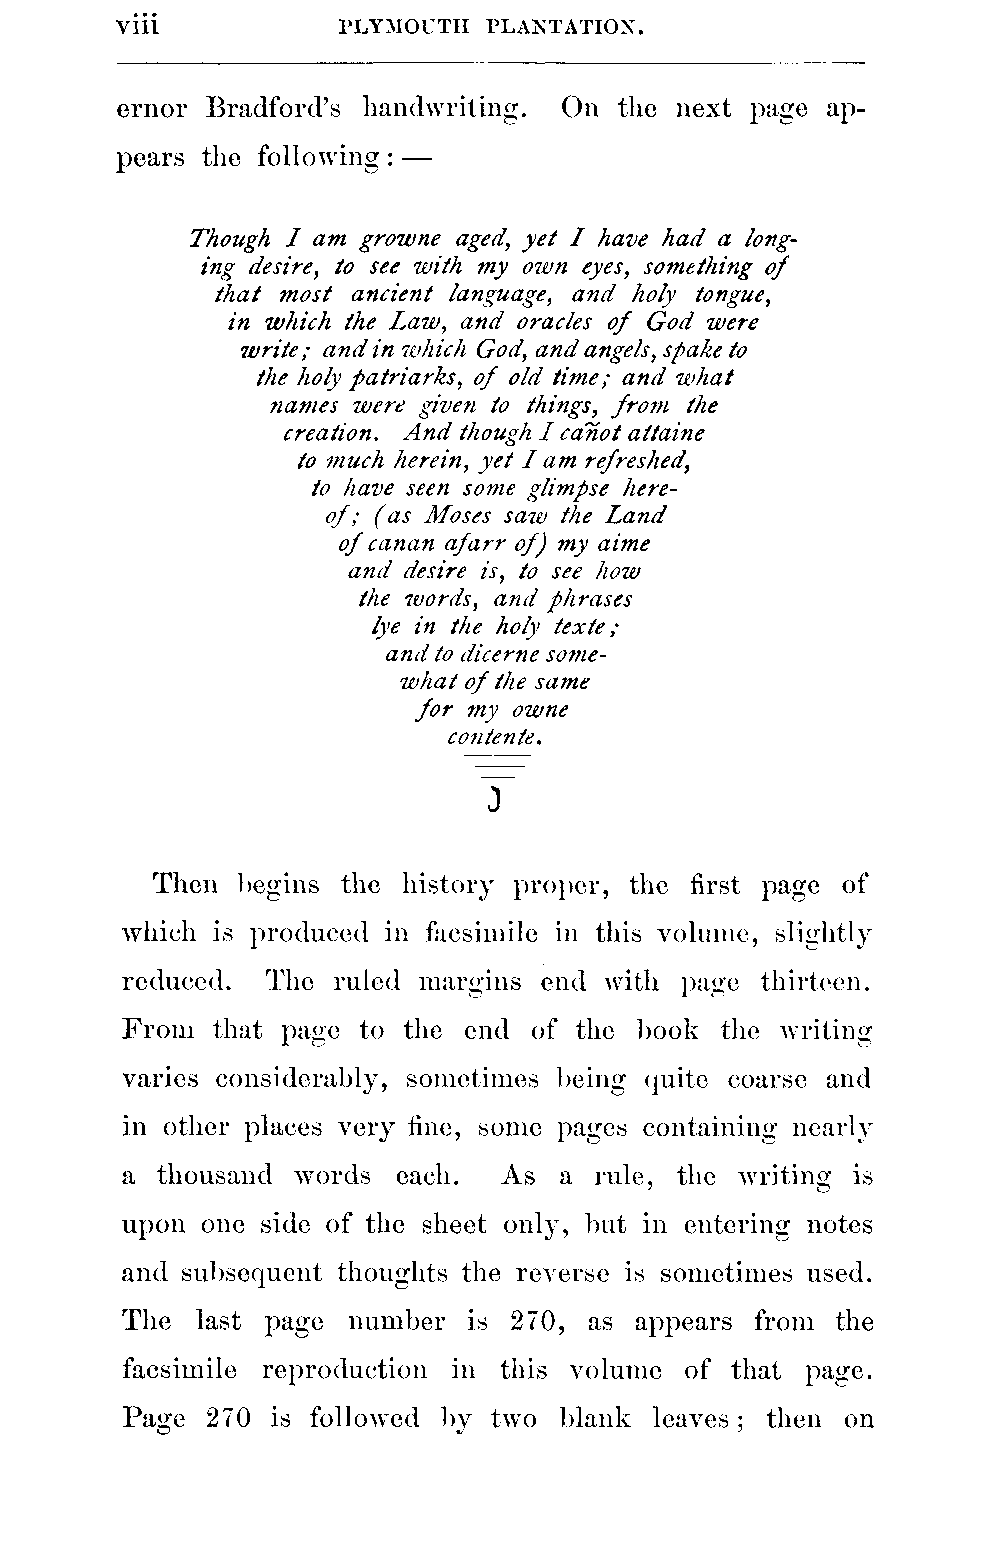 viii PLYMOUTH PLANTATION.
ernor Bradford's handwriting. On the next page ap-
pears the following: —
Though I am growne aged, yet I have had a long-
ing desire, to see with my own eyes, something of
that most ancient language, and holy tongue,
in which the Law, and oracles of God were
write; and in which God, and angels, spake to
the holy patriarks, of old time; and what
names were given to things, from the
creation. And though I cañot attaine
to much herein, yet I am refreshed,
to have seen some glimpse here-
of; (as Moses saw the Land
of canan afarr of) my aime
and desire is, to see how
the words, and phrases
lye in the holy texte;
and to dicerne some-
what of the same
for my owne
contente.
Then begins the history proper, the first page of
which is produced in facsimile in this volume, slightly
reduced. The ruled margins end with page thirteen.
From that page to the end of the book the writing
varies considerably, sometimes being quite coarse and
in other places very fine, some pages containing nearly
a thousand words each. As a rule, the writing is
upon one side of the sheet only, but in entering notes
and subsequent thoughts the reverse is sometimes used.
The last page number is 270, as appears from the
facsimile reproduction in this volume of that page.
Page 270 is followed by two blank leaves; then on